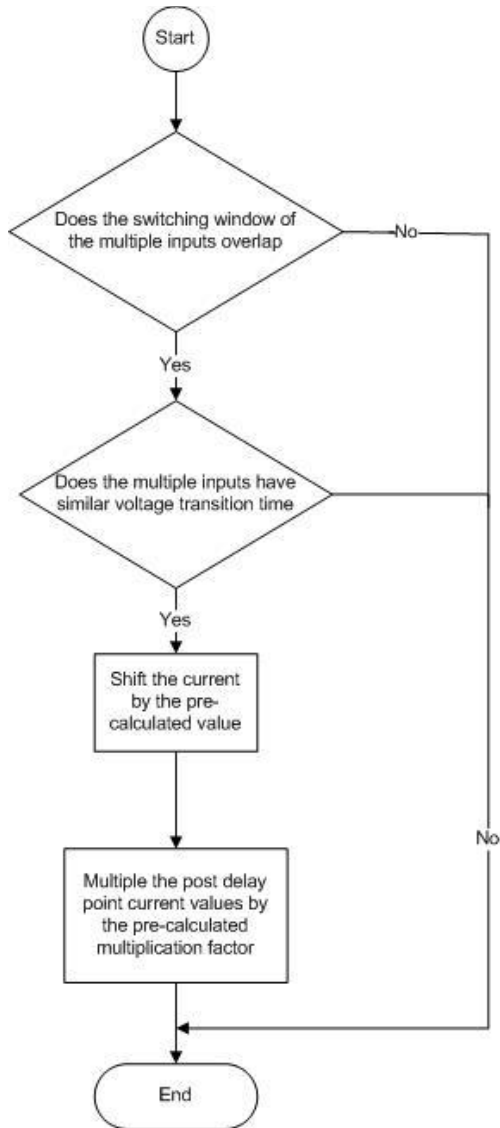 Start
Does the switching window of
the multiple inputs overlap
No
Yes
Does the multiple inputs have
similar voltage transition time
Yes
Shift the current
by the pre-
calculated value
No
Multiple the post delay
point current values by
the pre-calculated
multiplication factor
End